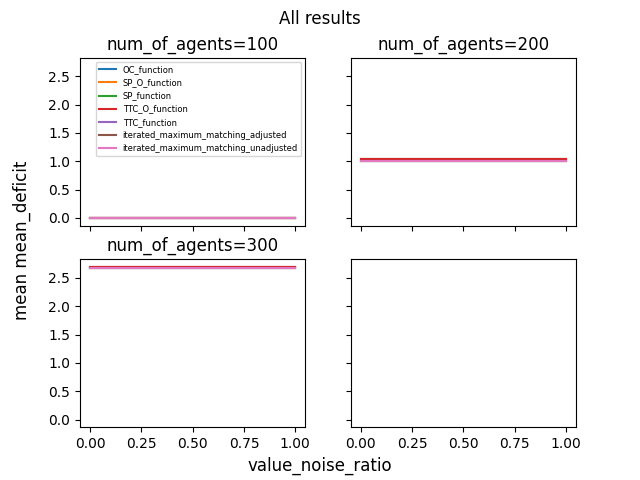 All results
num_of_agents=100
num_of_agents=200
OC_function
SP_O_function
SP_function
TTC_O_function
TTC_function
iterated_maximum_matching_adjusted
iterated_maximum_matching_unadjusted
2.5
2.0
1.5
1.0
0.5
0.0
mean mean_deficit
num_of_agents=300
2.5
2.0
1.5
1.0
0.5
0.0
0.00 0.25 0.50 0.75 1.00
0.00 0.25 0.50 0.75 1.00
value_noise_ratio